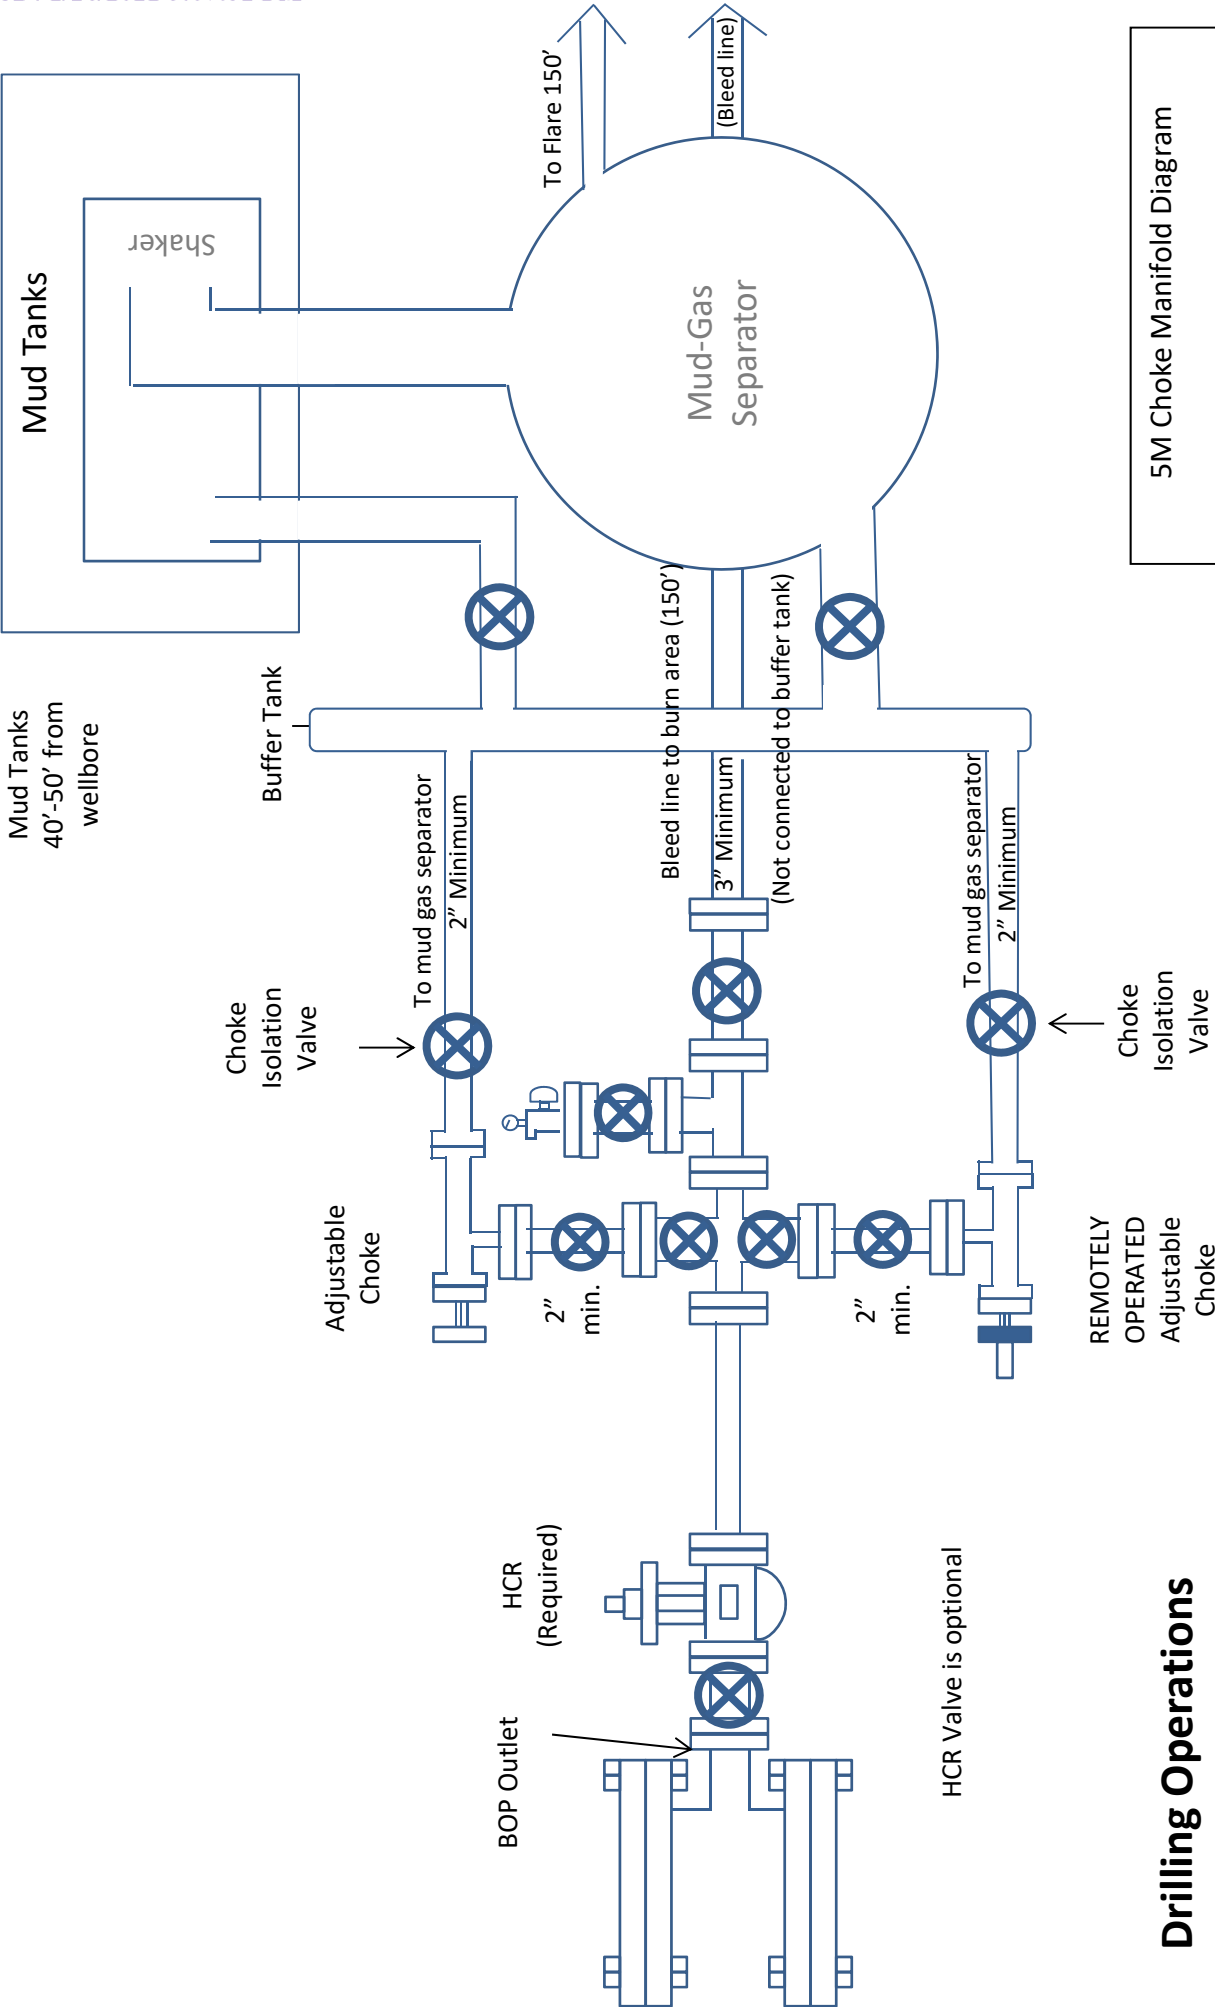 Drilling Operations
5M Choke Manifold Diagram
Mud Tanks
Shaker
Mud Tanks
40’-50’ from
wellbore
Buffer Tank
To Flare 150’
(Bleed line)
Mud-Gas
Separator
Bleed line to burn area (150’)
3” Minimum
(Not connected to buffer tank)
To mud gas separator
2” Minimum
To mud gas separator
2” Minimum
Choke
Isolation
Valve
Choke
Isolation
Valve
Adjustable
Choke
2”
min.
2”
min.
REMOTELY
OPERATED
Adjustable
Choke
HCR
(Required)
BOP Outlet
HCR Valve is optional